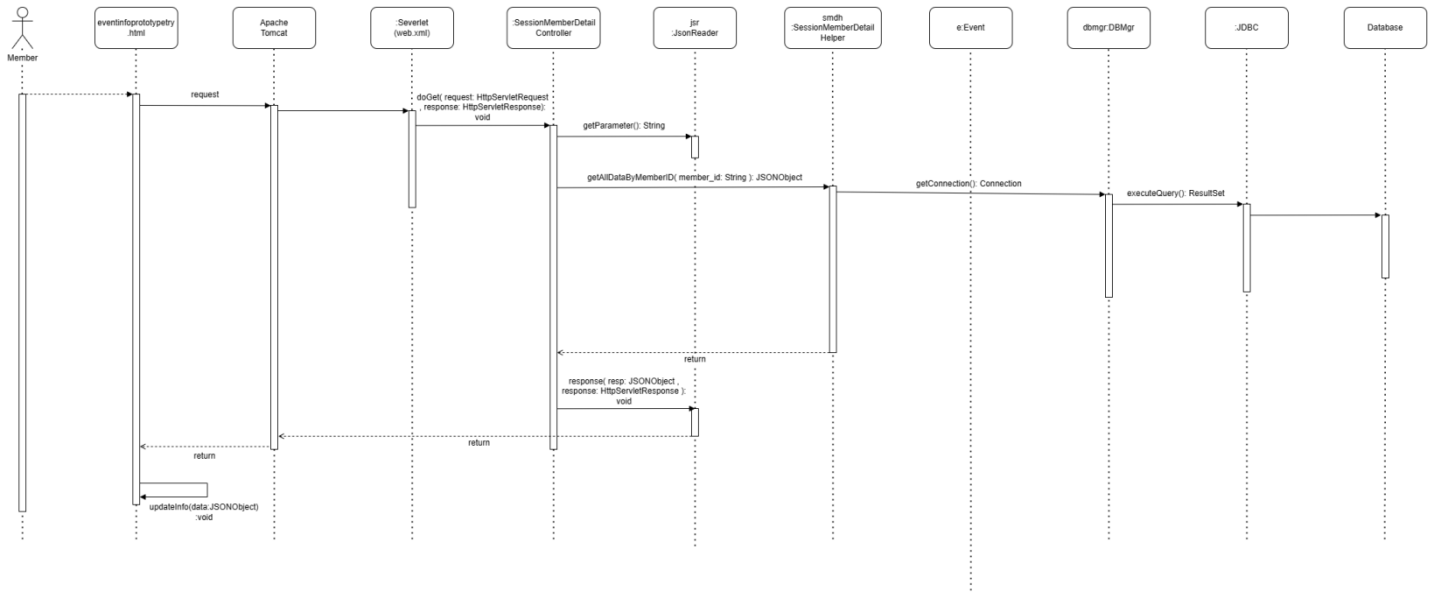 eventinfoprototypetry
.html
Apache
Tomcat
:Severlet
(web.xml)
:SessionMemberDetail
Controller
jsr
:JsonReader
smdh
:SessionMemberDetail
Helper
e:Event
dbmgr:DBMgr
:JDBC
Database
Member
request
doGet( request: HttpServletRequest
, response: HttpServletResponse):
void
getParameter(): String
getAllDataByMemberID( member_id: String ): JSONObject
getConnection(): Connection
executeQuery(): ResultSet
return
response( resp: JSONObject ,
response: HttpServletResponse ):
void
return
return
updateInfo(data:JSONObject)
:void